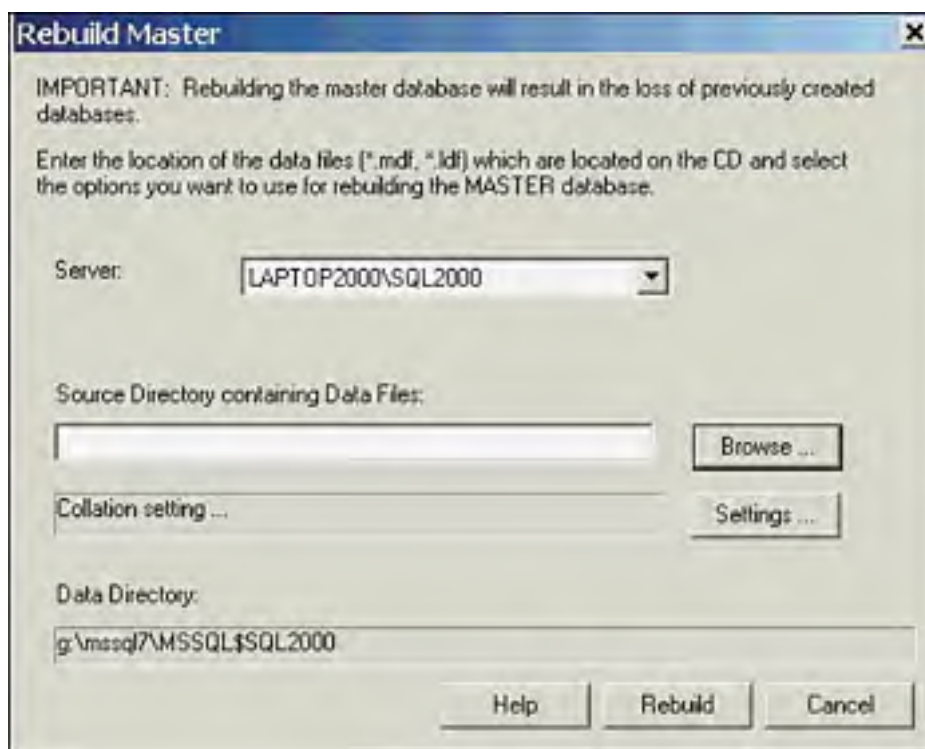 Rebuild Master
IMPORTANT: Rebuilding the master database will result in the loss of previously created
databases.
Enter the location of the data files (*.mdf, *.ldf) which are located on the CD and select
the options you want to use for rebuilding the MASTER database.
Server:
LAPTOP2000\SQL2000
Source Directory containing Data Files:
Browse ...
Collation setting ...
Settings ...
Data Directory:
g:\mssql7\MSSQL$SQL2000
Help
Rebuild
Cancel